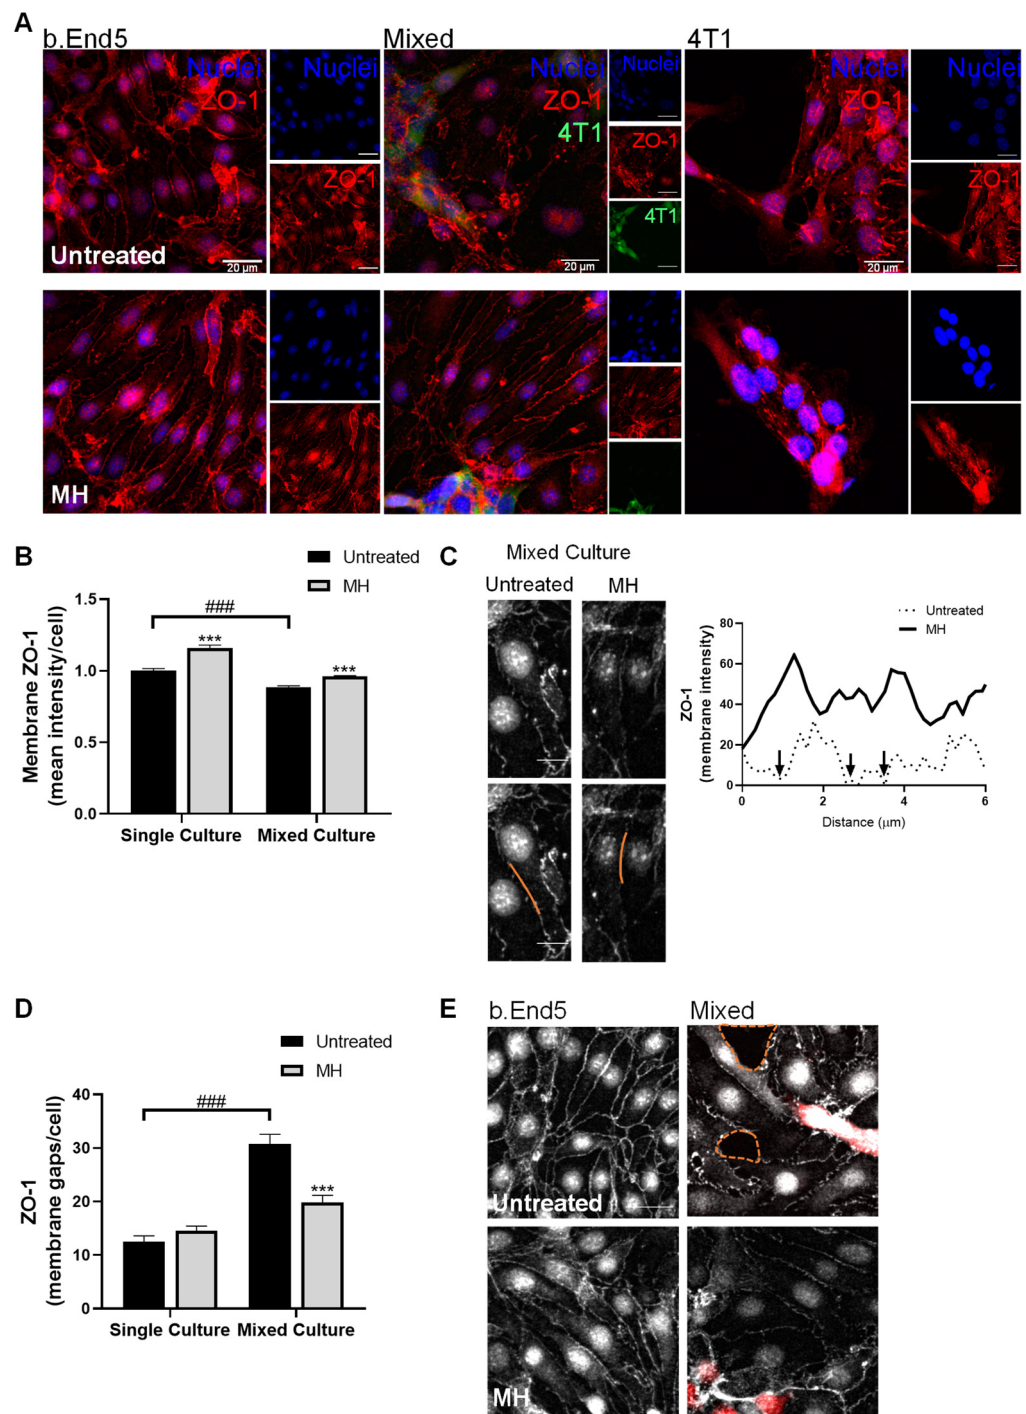 A
b.End5
Mixed
4T1
Nuclei
ZO-1
Nuclei
ZO-1
Untreated
20 µm
Nuclei
ZO-1
4T1
Nuclei
ZO-1
4T1
20 µm
Nuclei
ZO-1
Nuclei
ZO-1
20 µm
MH
B
Untreated
MH
Membrane ZO-1
(mean intensity/cell)
1.5
1.0
0.5
0.0
###
***
***
Single Culture
Mixed Culture
C
Mixed Culture
Untreated
MH
Untreated
MH
ZO-1
(membrane intensity)
80
60
40
20
0
0
2
4
6
Distance (µm)
D
Untreated
MH
ZO-1
(membrane gaps/cell)
40
30
20
10
0
###
***
Single Culture
Mixed Culture
E
b.End5
Mixed
Untreated
MH